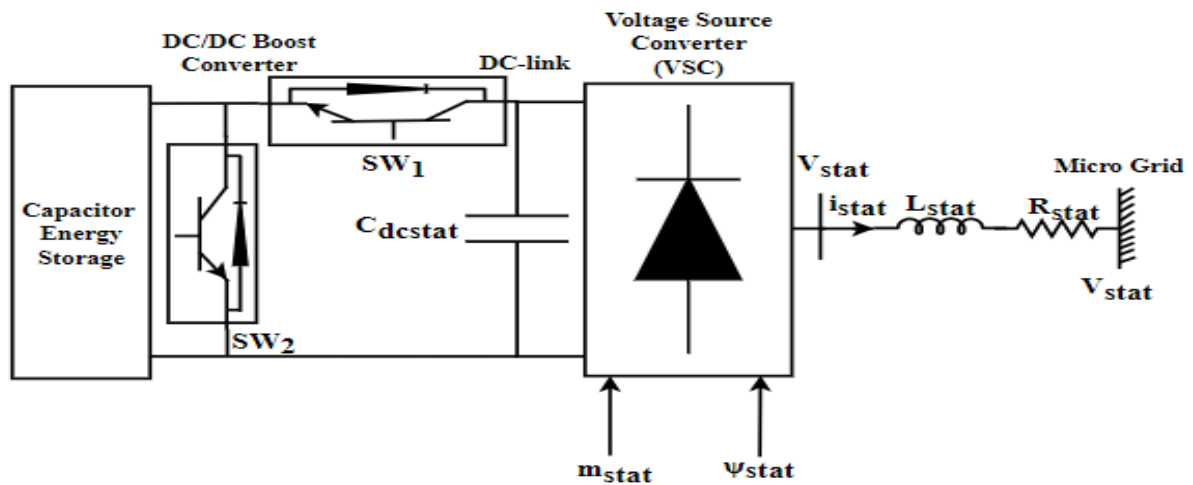 Voltage Source
Converter
(VSC)
DC/DC Boost
Converter
DC-link
SW1
Capacitor
Energy
Storage
SW2
Cdcstat
Vstat
istat
Lstat
Rstat
Micro Grid
Vstat
mstat
Ψstat